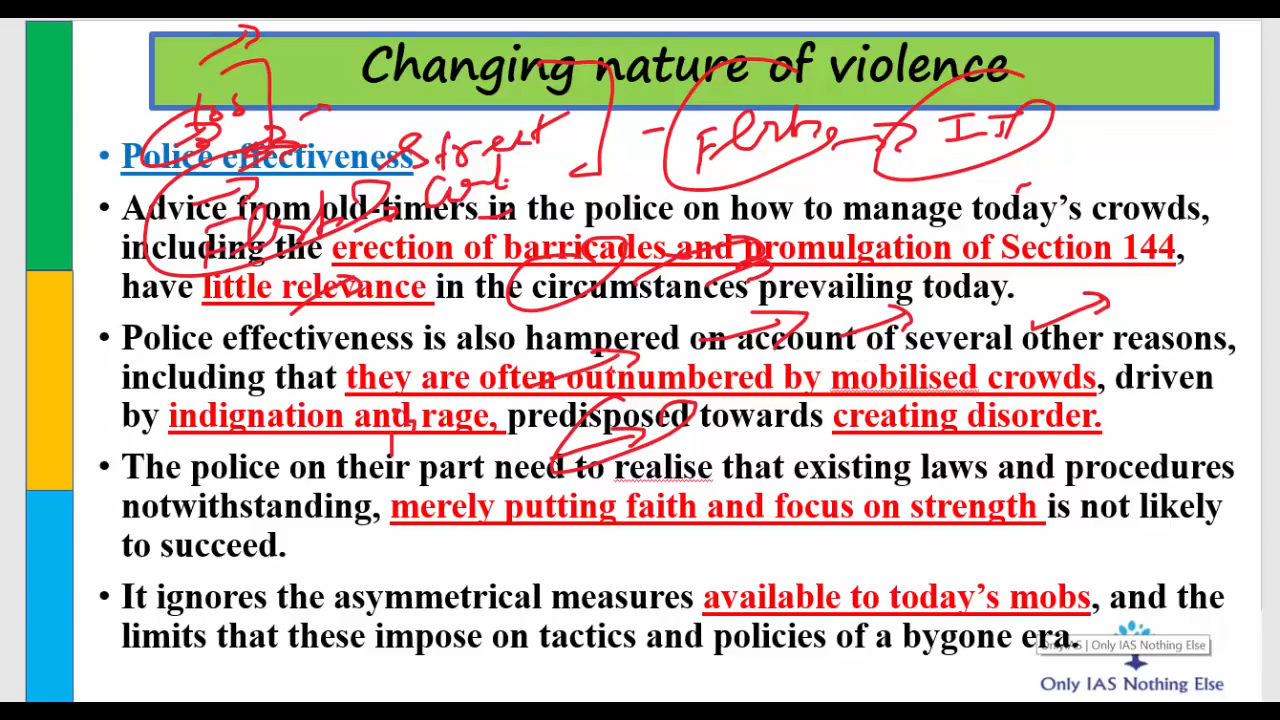 Changing nature of violence
• Police effectiveness
Street
II
• Advice from old-timers in the police on how to manage today's crowds,
including the erection of barricades and promulgation of Section 144,
have little relevance in the circumstances prevailing today.
• Police effectiveness is also hampered on account of several other reasons,
including that they are often outnumbered by mobilised crowds, driven
by indignation and rage, predisposed towards creating disorder.
• The police on their part need to realise that existing laws and procedures
notwithstanding, merely putting faith and focus on strength is not likely
to succeed.
• It ignores the asymmetrical measures available to today's mobs, and the
limits that these impose on tactics and policies of a bygone era.
OnlyIAS | Only IAS Nothing Else
Only IAS Nothing Else